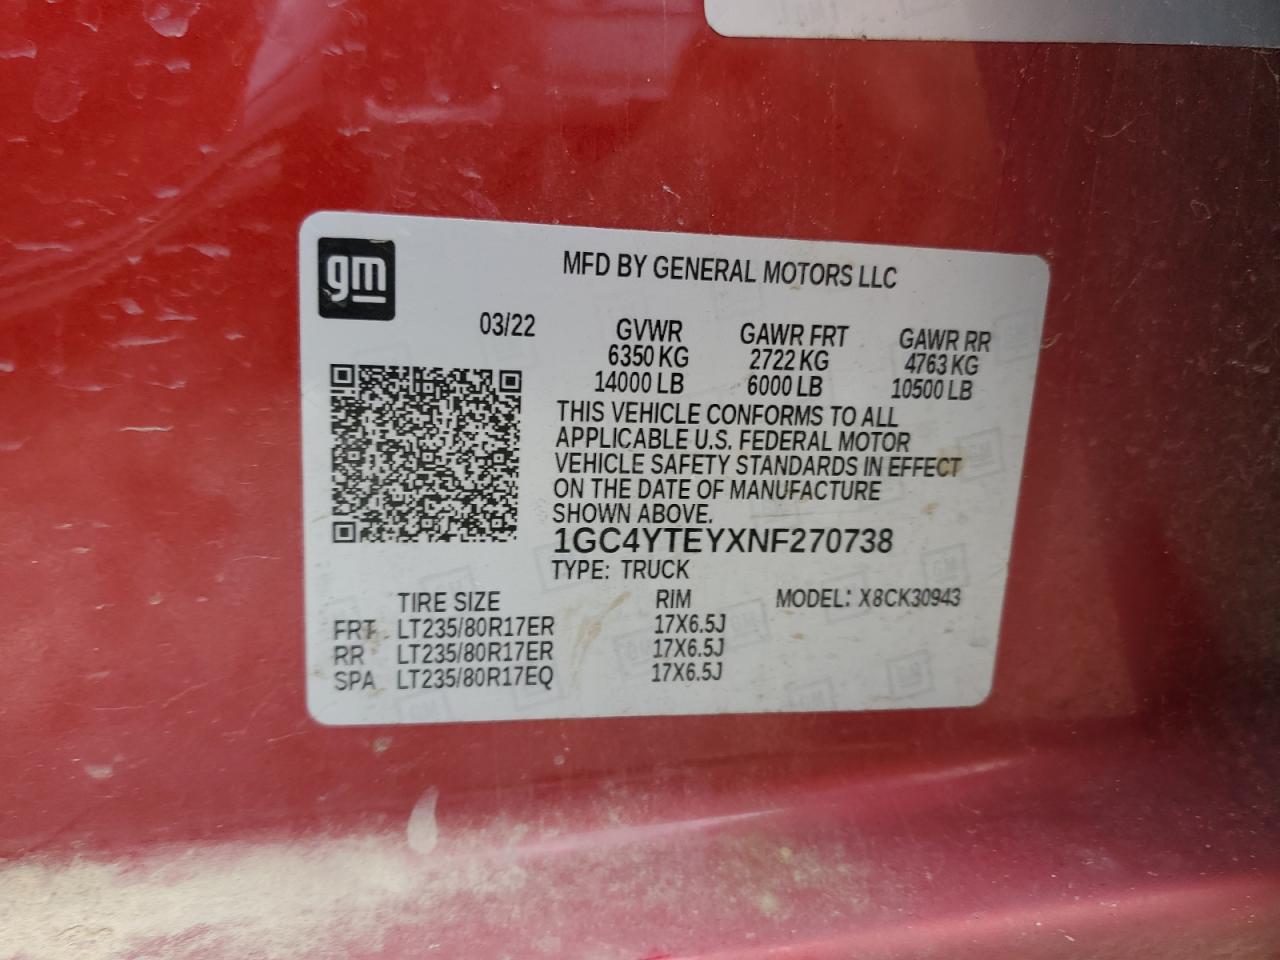 gm
MFD BY GENERAL MOTORS LLC
03/22 GVWR GAWR FRT GAWR RR
6350 KG 2722 KG 4763 KG
14000 LB 6000 LB 10500 LB
THIS VEHICLE CONFORMS TO ALL
APPLICABLE U.S. FEDERAL MOTOR
VEHICLE SAFETY STANDARDS IN EFFECT
ON THE DATE OF MANUFACTURE
SHOWN ABOVE.
1GC4YTEYXNF270738
TYPE: TRUCK
TIRE SIZE RIM MODEL: X8CK30943
FRT LT235/80R17ER 17X6.5J
RR LT235/80R17ER 17X6.5J
SPA LT235/80R17EQ 17X6.5J